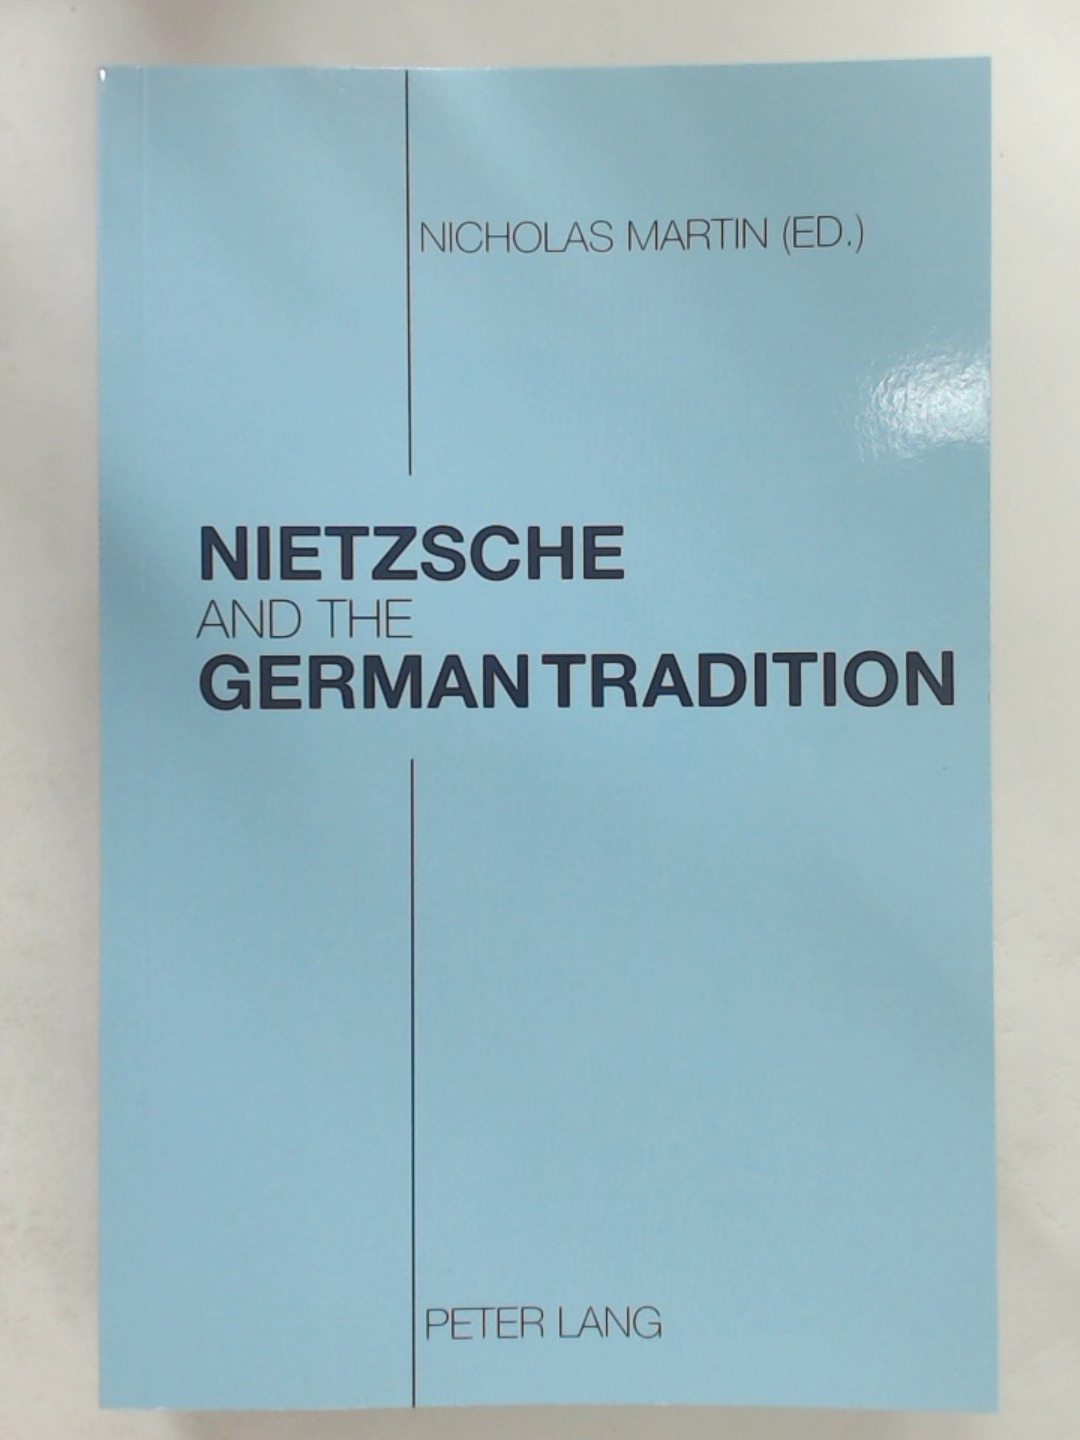 NICHOLAS MARTIN (ED.)
NIETZSCHE
AND THE
GERMAN TRADITION
PETER LANG